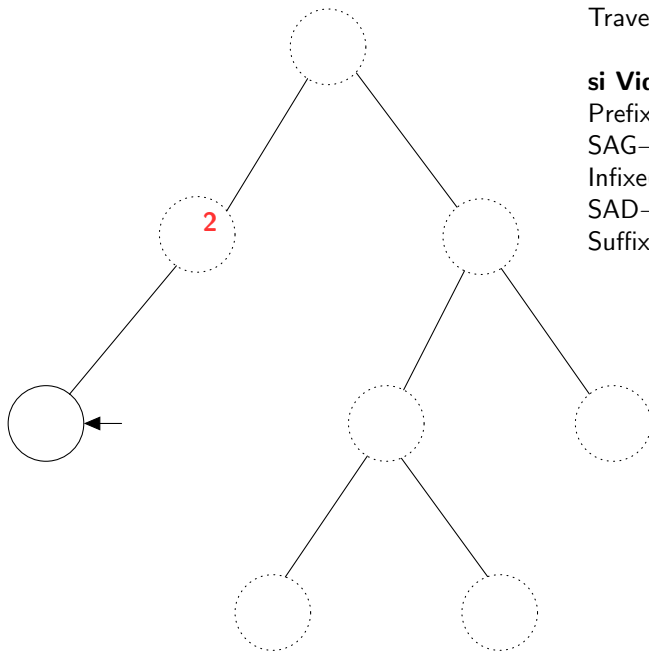 Trave
si Vid
Prefix
SAG–
Infixe
SAD–
Suffix
2